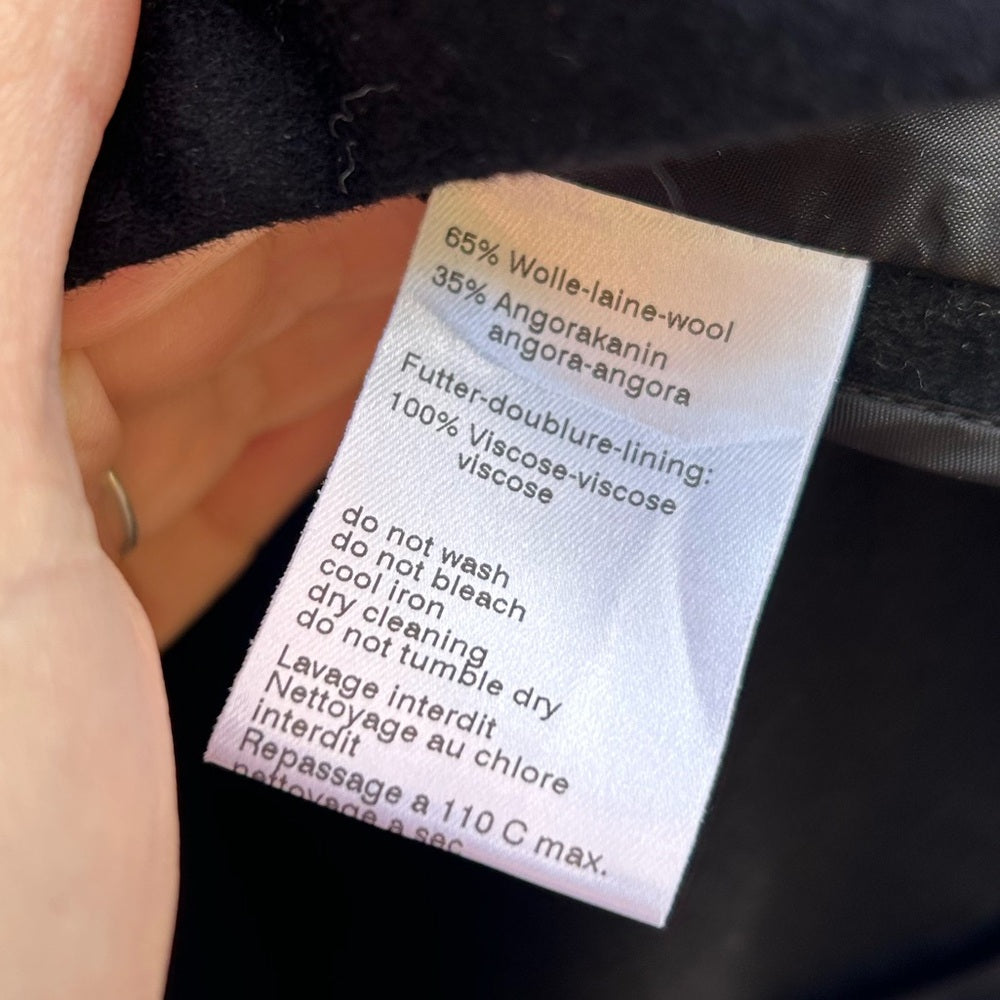 65% Wolle-laine-wool
35% Angorakanin
angora-angora
Futter-doublure-lining:
100% Viscose-viscose
viscose
do not wash
do not bleach
cool iron
dry cleaning
do not tumble dry
Lavage interdit
Nettoyage au chlore
interdit
Repassage a 110 C max.
nettoyage a sec